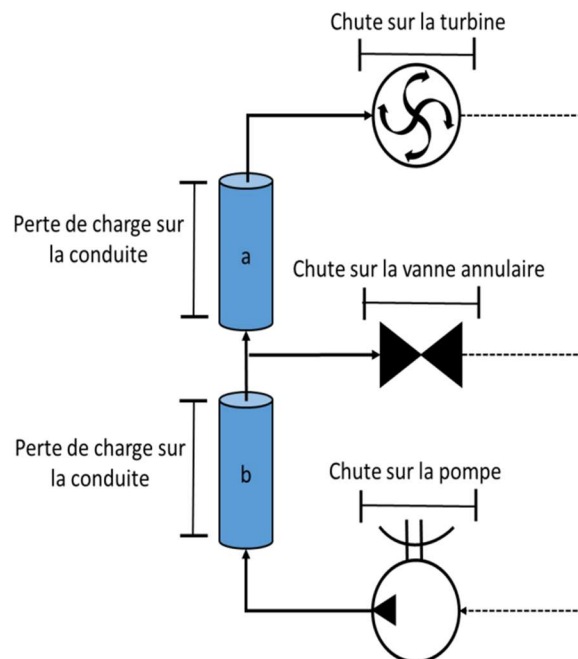 Chute sur la turbine
Perte de charge sur
la conduite
a
Chute sur la vanne annulaire
Perte de charge sur
la conduite
b
Chute sur la pompe